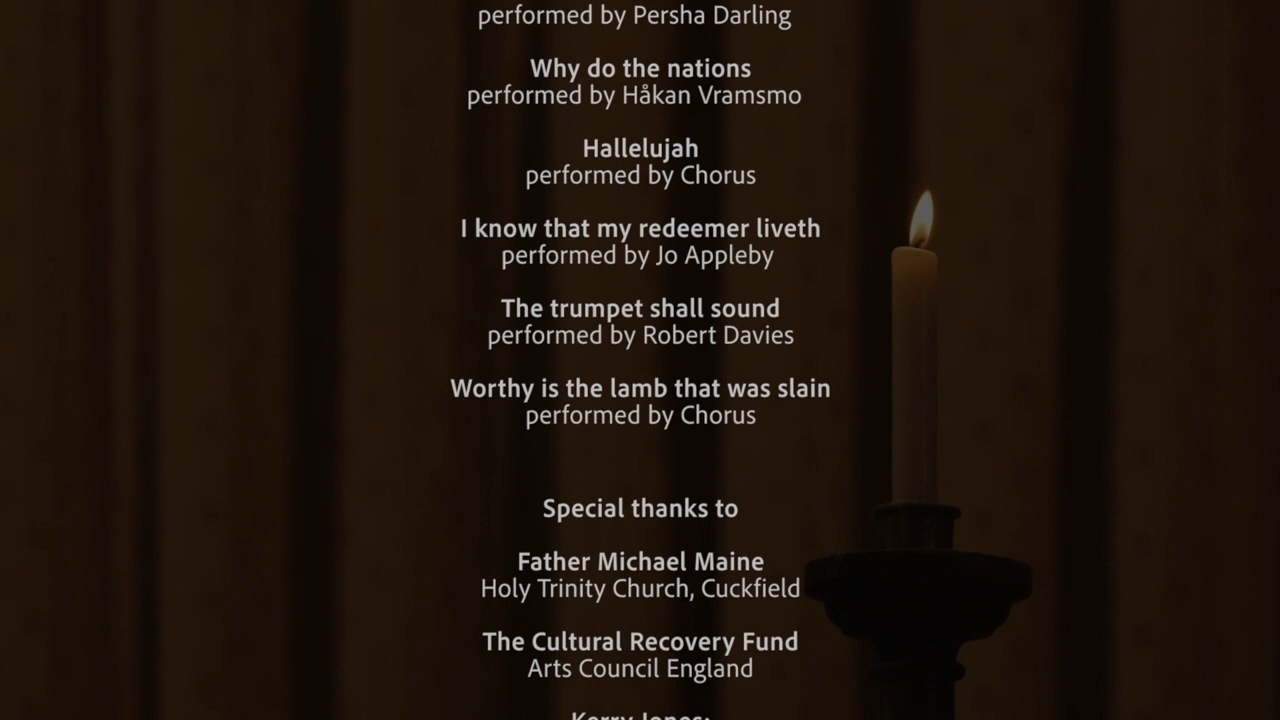 performed by Persha Darling
Why do the nations
performed by Håkan Vramsmo
Hallelujah
performed by Chorus
I know that my redeemer liveth
performed by Jo Appleby
The trumpet shall sound
performed by Robert Davies
Worthy is the lamb that was slain
performed by Chorus
Special thanks to
Father Michael Maine
Holy Trinity Church, Cuckfield
The Cultural Recovery Fund
Arts Council England